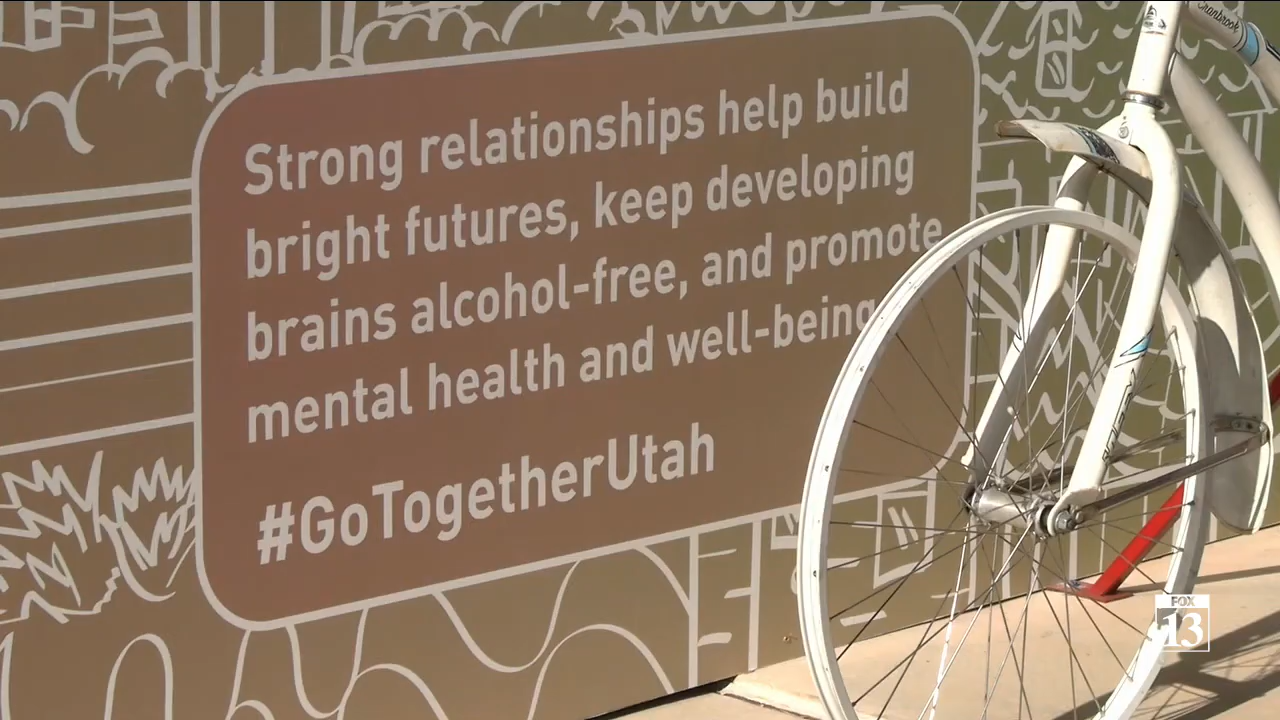 Strong relationships help build
bright futures, keep developing
brains alcohol-free, and promote
mental health and well-being
#GoTogetherUtah
Cranbrook
FOX
13